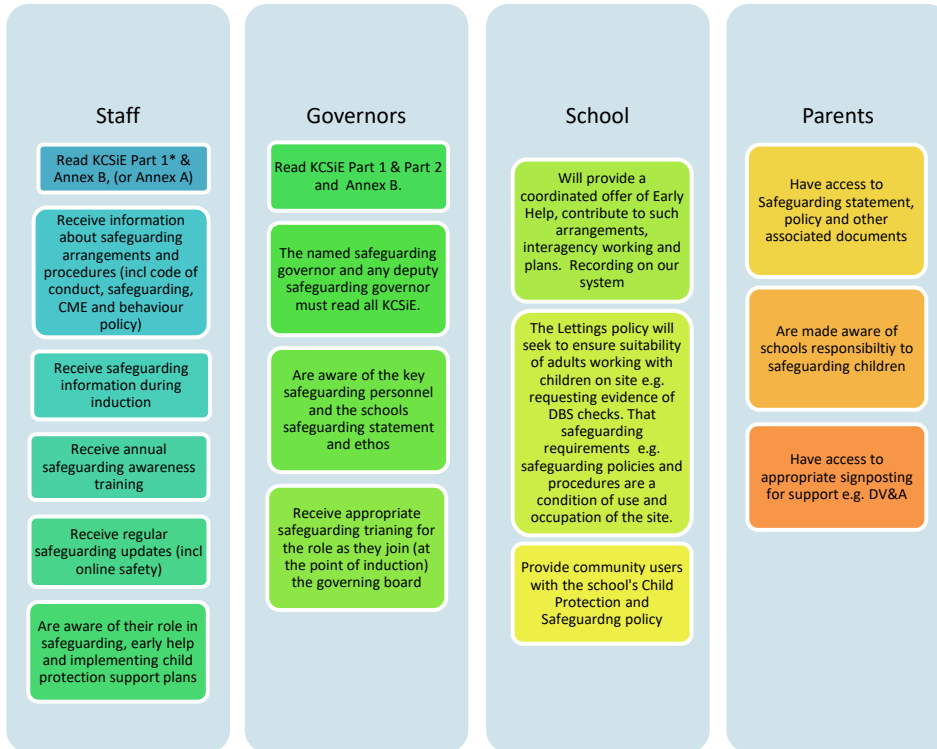 Staff
Read KCSiE Part 1* &
Annex B, (or Annex A)
Receive information
about safeguarding
arrangements and
procedures (incl code of
conduct, safeguarding,
CME and behaviour
policy)
Receive safeguarding
information during
induction
Receive annual
safeguarding awareness
training
Receive regular
safeguarding updates (incl
online safety)
Are aware of their role in
safeguarding, early help
and implementing child
protection support plans
Governors
Read KCSiE Part 1 & Part 2
and Annex B.
The named safeguarding
governor and any deputy
safeguarding governor
must read all KCSiE.
Are aware of the key
safeguarding personnel
and the schools
safeguarding statement
and ethos
Receive appropriate
safeguarding trianing for
the role as they join (at
the point of induction)
the governing board
School
Will provide a
coordinated offer of Early
Help, contribute to such
arrangements,
interagency working and
plans. Recording on our
system
The Lettings policy will
seek to ensure suitability
of adults working with
children on site e.g.
requesting evidence of
DBS checks. That
safeguarding
requirements e.g.
safeguarding policies and
procedures are a
condition of use and
occupation of the site.
Provide community users
with the school's Child
Protection and
Safeguardng policy
Parents
Have access to
Safeguarding statement,
policy and other
associated documents
Are made aware of
schools responsibiltiy to
safeguarding children
Have access to
appropriate signposting
for support e.g. DV&A